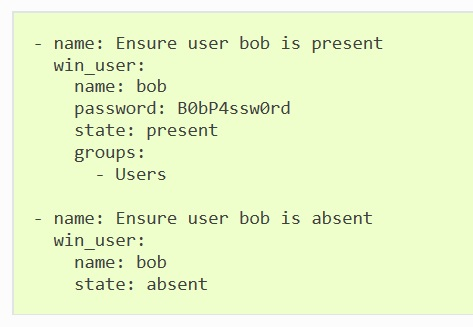 - name: Ensure user bob is present
  win_user:
    name: bob
    password: B0bP4ssw0rd
    state: present
    groups:
      - Users

- name: Ensure user bob is absent
  win_user:
    name: bob
    state: absent